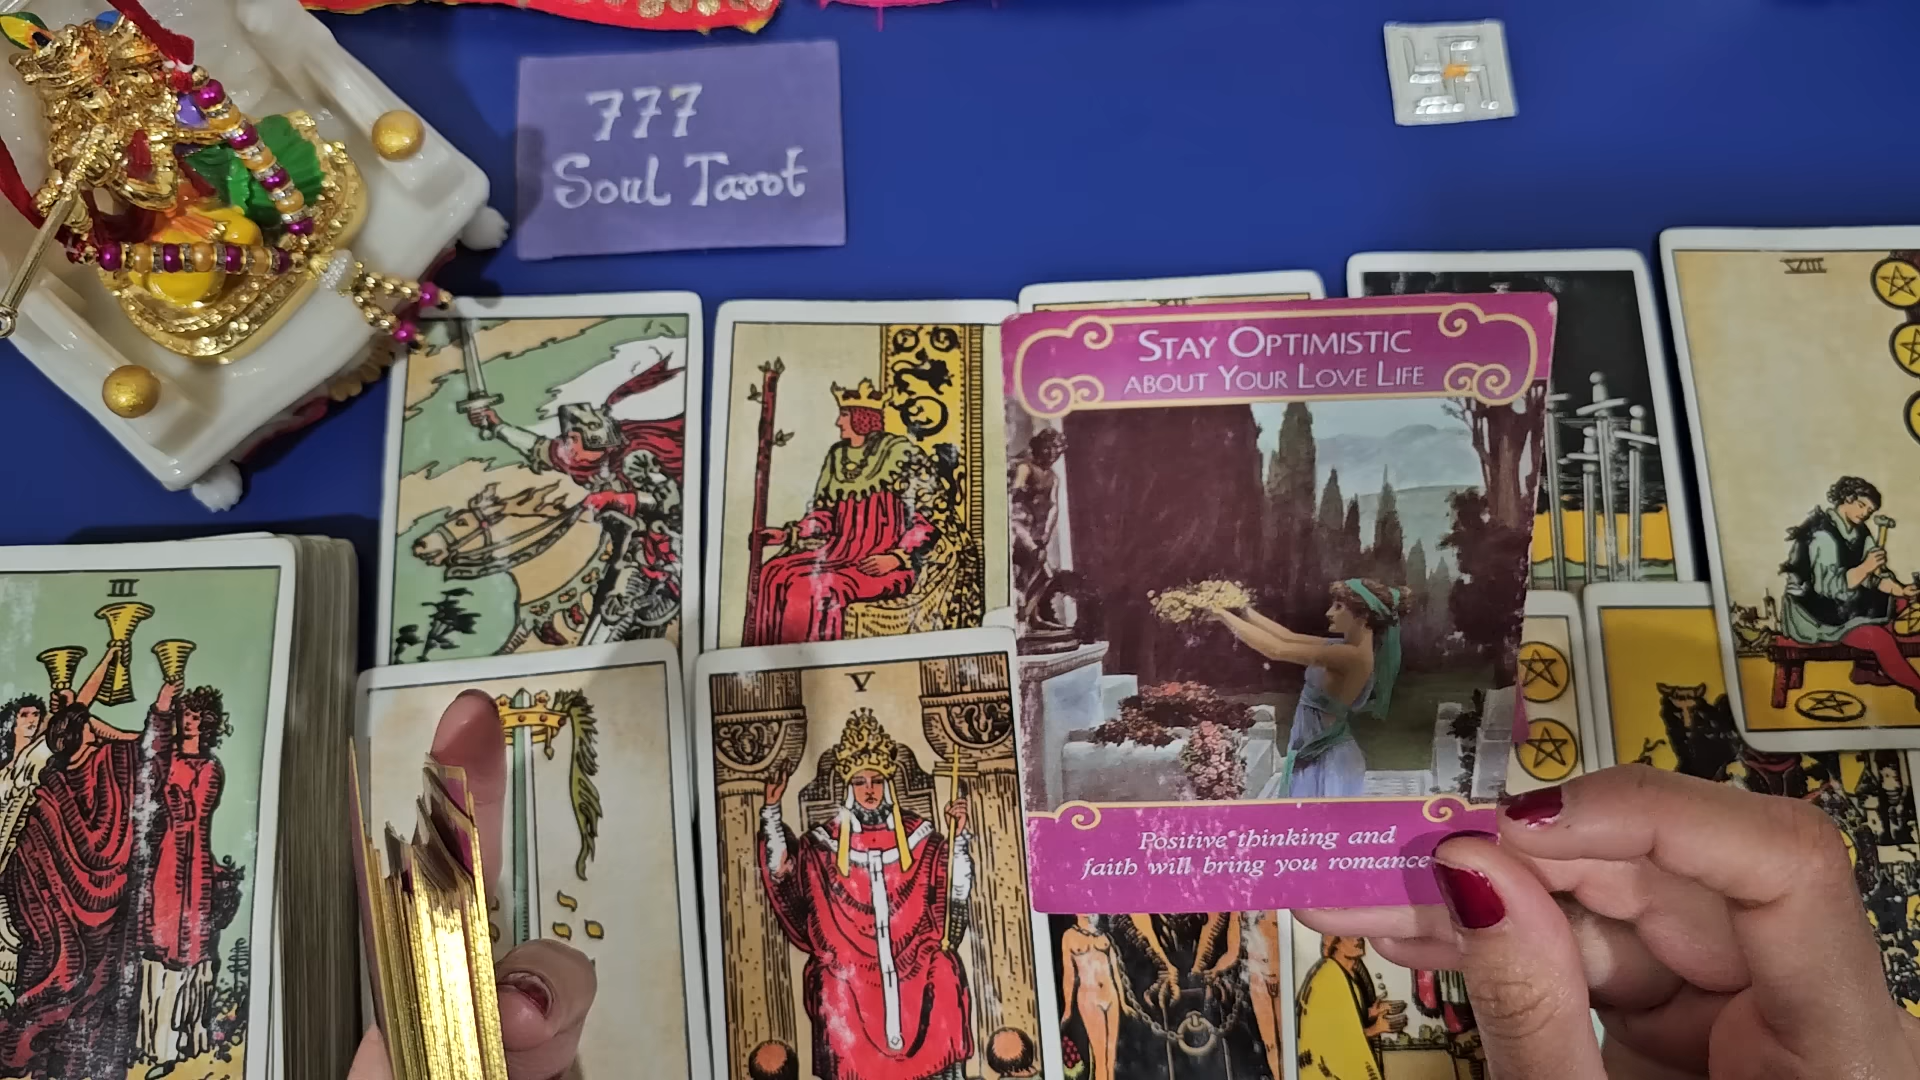 777
Soul Tarot
VIII
STAY OPTIMISTIC
ABOUT YOUR LOVE LIFE
III
V
Positive thinking and
faith will bring you romance